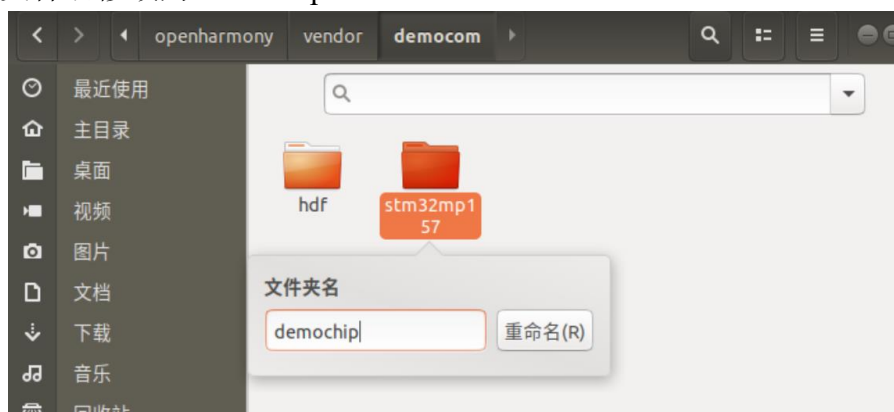 openharmony vendor democom
最近使用
主目录
桌面
视频
图片
文档
下载
音乐
hdf
stm32mp1
57
文件夹名
demochip
重命名(R)